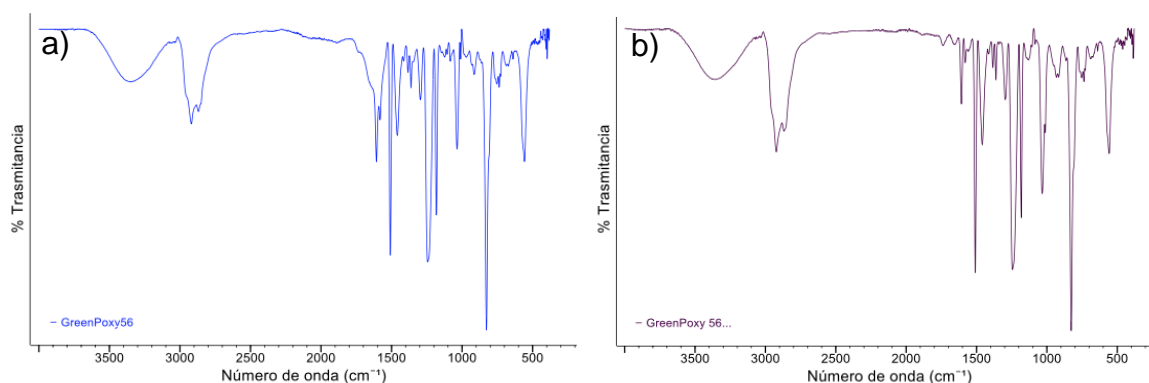 a)
% Trasmitancia
– GreenPoxy56
3500 3000 2500 2000 1500 1000 500
Número de onda (cm⁻¹)
b)
% Trasmitancia
– GreenPoxy 56...
3500 3000 2500 2000 1500 1000 500
Número de onda (cm⁻¹)